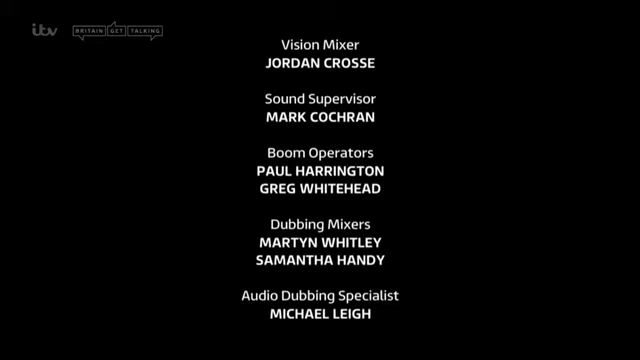 itv
BRITAIN GET TALKING
Vision Mixer
JORDAN CROSSE
Sound Supervisor
MARK COCHRAN
Boom Operators
PAUL HARRINGTON
GREG WHITEHEAD
Dubbing Mixers
MARTYN WHITLEY
SAMANTHA HANDY
Audio Dubbing Specialist
MICHAEL LEIGH